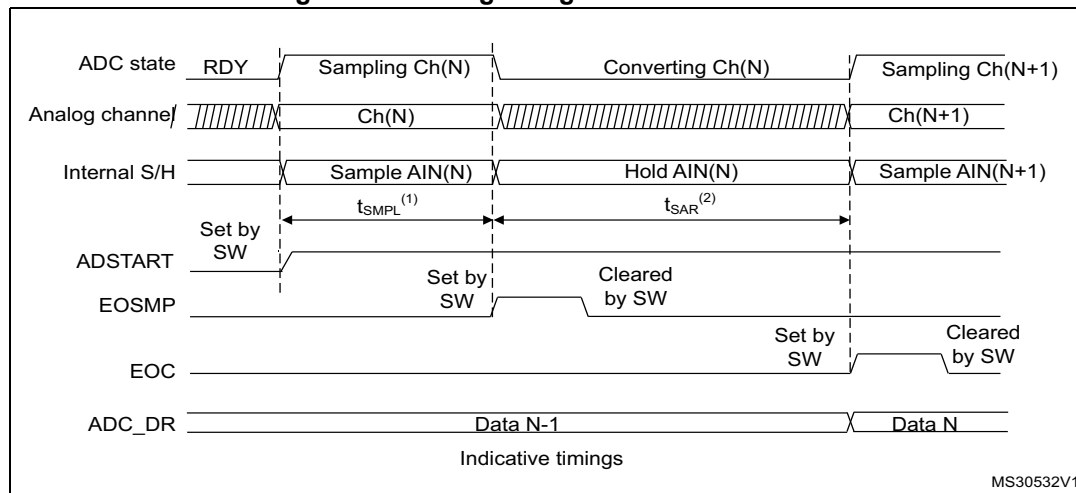 ADC state RDY Sampling Ch(N) Converting Ch(N) Sampling Ch(N+1)
Analog channel Ch(N) Ch(N+1)
Internal S/H Sample AIN(N) Hold AIN(N) Sample AIN(N+1)
tSMPL(1) tSAR(2)
Set by
SW
ADSTART
Set by
SW
Cleared
by SW
EOSMP
Set by
SW
Cleared
by SW
EOC
ADC_DR Data N-1 Data N
Indicative timings
MS30532V1